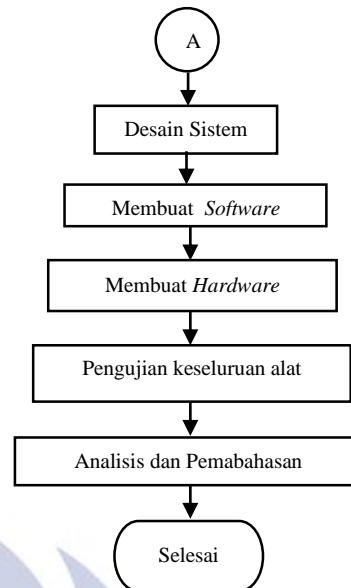 A
Desain Sistem
Membuat Software
Membuat Hardware
Pengujian keseluruan alat
Analisis dan Pemabahasan
Selesai